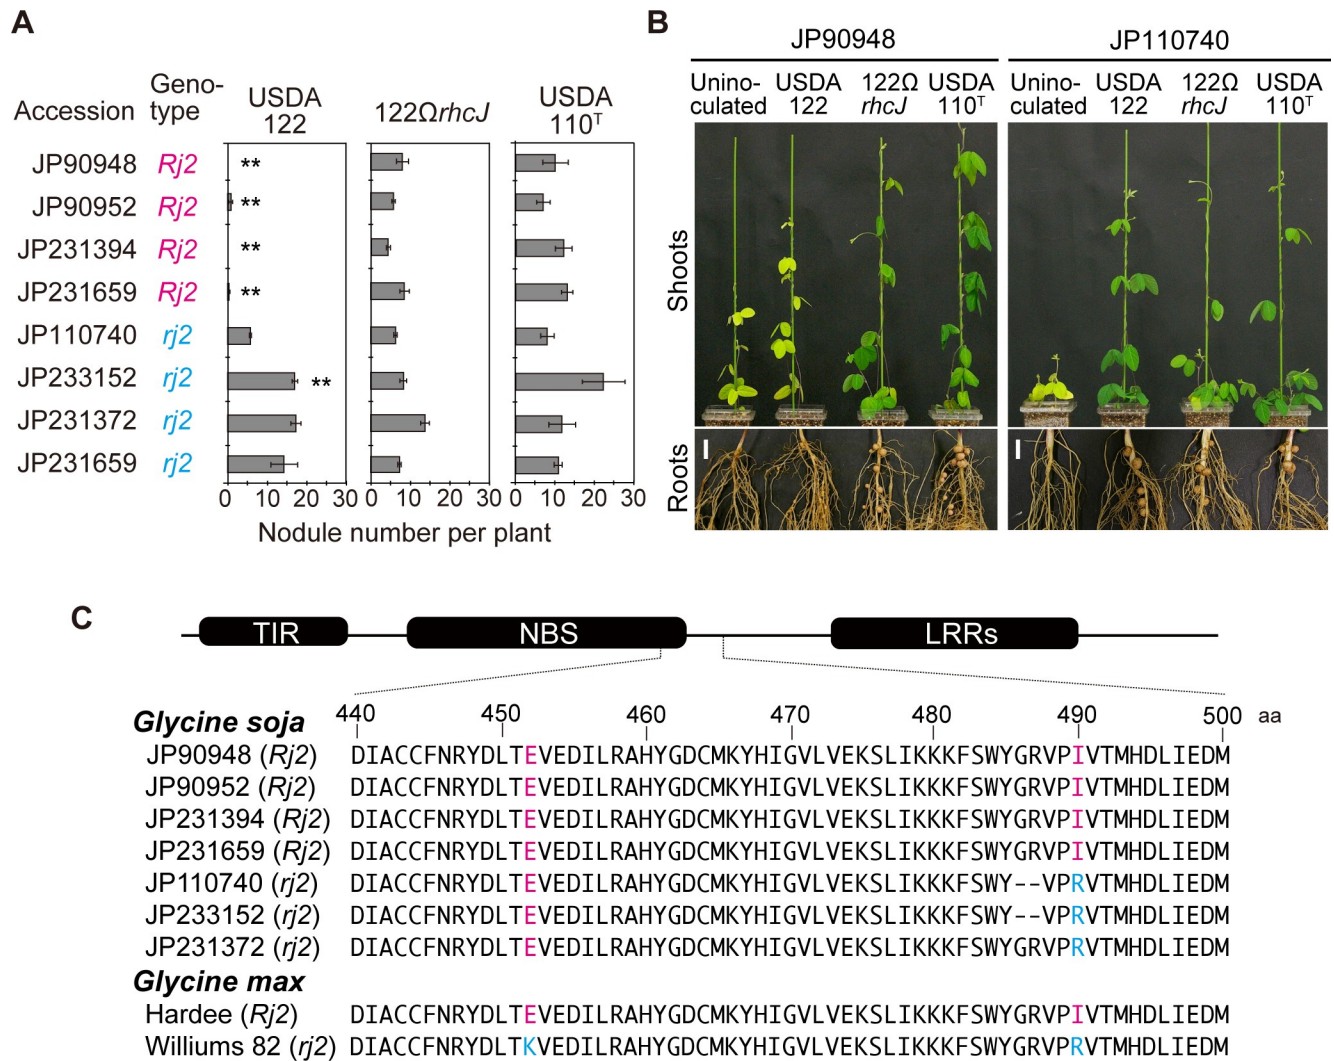 A
Accession
Geno-
type
USDA
122
122ΩrhcJ
USDA
110T
JP90948 Rj2 **
JP90952 Rj2 **
JP231394 Rj2 **
JP231659 Rj2 **
JP110740 rj2
JP233152 rj2 **
JP231372 rj2
JP231659 rj2
0 10 20 30 0 10 20 30 0 10 20 30
Nodule number per plant
B
JP90948
JP110740
Unino-
culated
USDA
122
122Ω
rhcJ
USDA
110T
Unino-
culated
USDA
122
122Ω
rhcJ
USDA
110T
Shoots
Roots
C
TIR NBS LRRs
Glycine soja
440 450 460 470 480 490 500 aa
JP90948 (Rj2) DIACCFNRYDLTEVEDILRAHYGDCMKYHIGVLVEKSLIKKKFSWYGRVPIVTMHDLIEDM
JP90952 (Rj2) DIACCFNRYDLTEVEDILRAHYGDCMKYHIGVLVEKSLIKKKFSWYGRVPIVTMHDLIEDM
JP231394 (Rj2) DIACCFNRYDLTEVEDILRAHYGDCMKYHIGVLVEKSLIKKKFSWYGRVPIVTMHDLIEDM
JP231659 (Rj2) DIACCFNRYDLTEVEDILRAHYGDCMKYHIGVLVEKSLIKKKFSWYGRVPIVTMHDLIEDM
JP110740 (rj2) DIACCFNRYDLTEVEDILRAHYGDCMKYHIGVLVEKSLIKKKFSWY--VPRVTMHDLIEDM
JP233152 (rj2) DIACCFNRYDLTEVEDILRAHYGDCMKYHIGVLVEKSLIKKKFSWY--VPRVTMHDLIEDM
JP231372 (rj2) DIACCFNRYDLTEVEDILRAHYGDCMKYHIGVLVEKSLIKKKFSWYGRVPRVTMHDLIEDM
Glycine max
Hardee (Rj2) DIACCFNRYDLTEVEDILRAHYGDCMKYHIGVLVEKSLIKKKFSWYGRVPIVTMHDLIEDM
Williums 82 (rj2) DIACCFNRYDLTKVEDILRAHYGDCMKYHIGVLVEKSLIKKKFSWYGRVPRVTMHDLIEDM